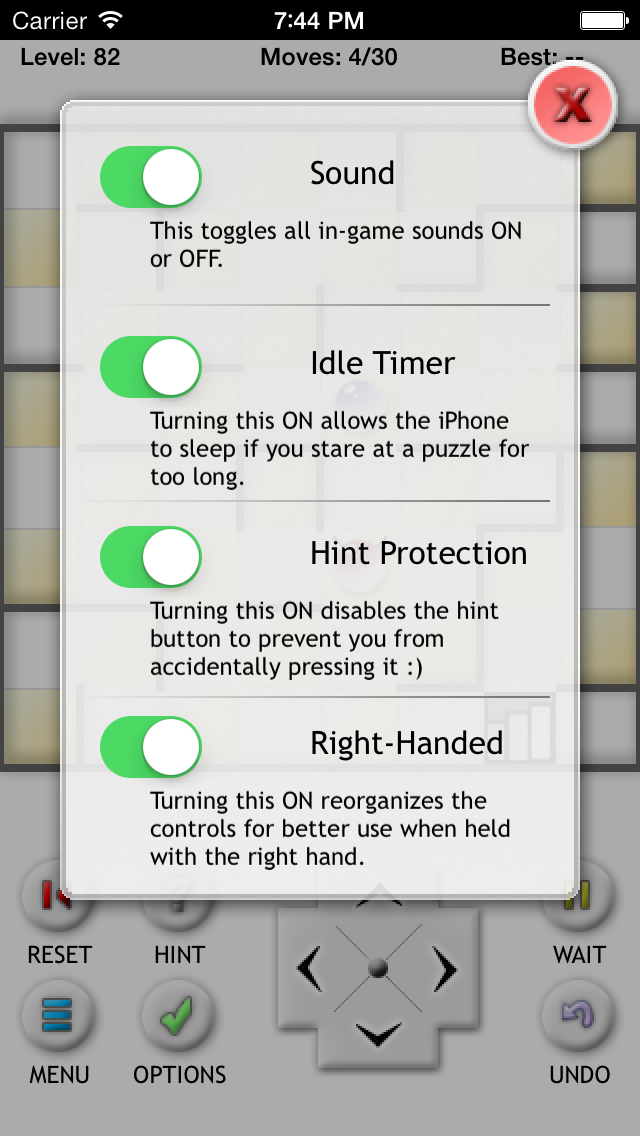 Carrier 7:44 PM
Level: 82 Moves: 4/30 Best: --
X
Sound
This toggles all in-game sounds ON
or OFF.
Idle Timer
Turning this ON allows the iPhone
to sleep if you stare at a puzzle for
too long.
Hint Protection
Turning this ON disables the hint
button to prevent you from
accidentally pressing it :)
Right-Handed
Turning this ON reorganizes the
controls for better use when held
with the right hand.
?
RESET HINT WAIT
MENU OPTIONS UNDO